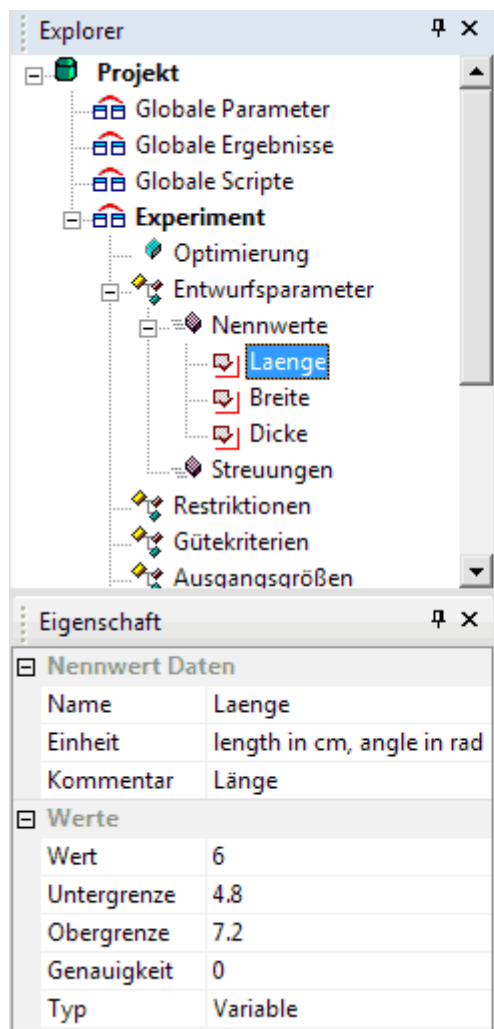 Explorer
Projekt
Globale Parameter
Globale Ergebnisse
Globale Scripte
Experiment
Optimierung
Entwurfsparameter
Nennwerte
Laenge
Breite
Dicke
Streuungen
Restriktionen
Gütekriterien
Ausgangsgrößen
Eigenschaft
Nennwert Daten
Name Laenge
Einheit length in cm, angle in rad
Kommentar Länge
Werte
Wert 6
Untergrenze 4.8
Obergrenze 7.2
Genauigkeit 0
Typ Variable